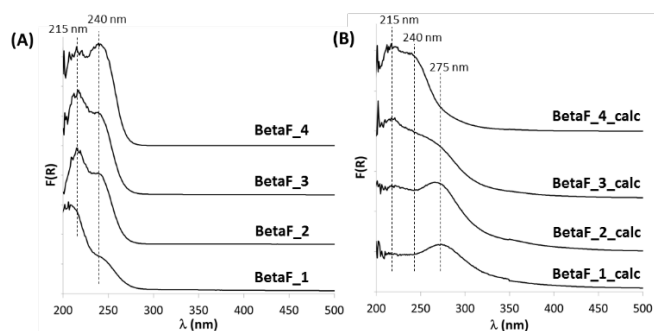 (A)
215 nm
240 nm
BetaF_4
BetaF_3
BetaF_2
BetaF_1
F(R)
200 250 300 350 400 450 500
λ (nm)
(B)
215 nm
240 nm
275 nm
BetaF_4_calc
BetaF_3_calc
BetaF_2_calc
BetaF_1_calc
F(R)
200 250 300 350 400 450 500
λ (nm)